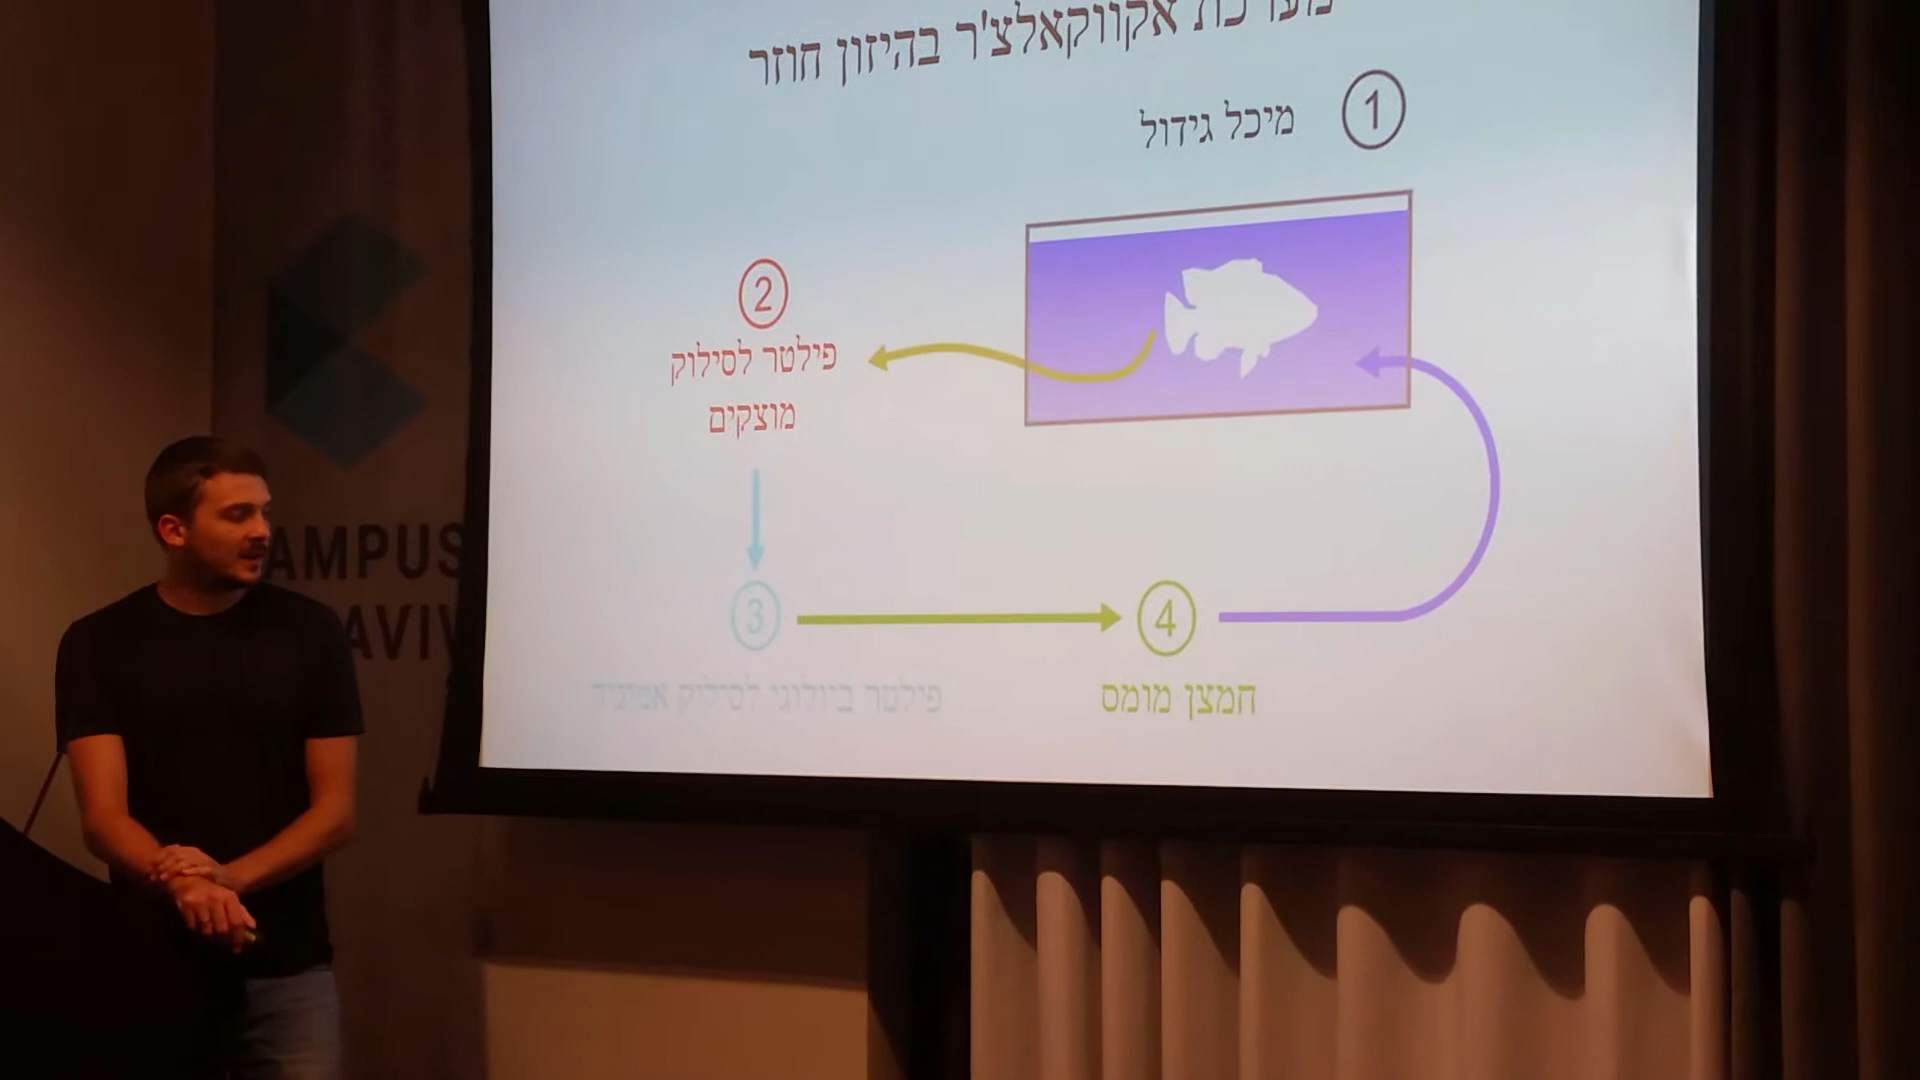 מערכת אקווקאלצ'ר בהיזון חוזר
1 מיכל גידול
2
פילטר לסילוק
מוצקים
3
פילטר ביולוגי לסילוק אמוניה
4
חמצן מומס
AMPUS
AVIV